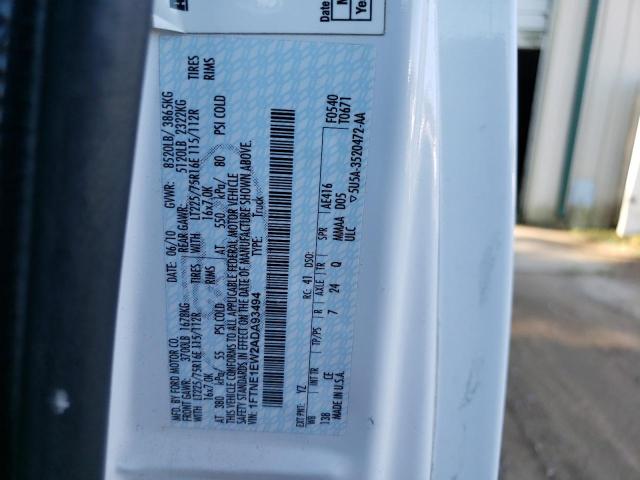 Date
MFD. BY FORD MOTOR CO.
DATE: 06/10 GVWR: 8520LB/ 3865KG
FRONT GAWR: 3700LB 1678KG
REAR GAWR: 5120LB 2322KG
WITH LT225/75R16E 115/112R TIRES
WITH LT225/75R16E 115/112R TIRES
16x7.0K RIMS
16x7.0K RIMS
AT 380 kPa/ 55 PSI COLD
AT 550 kPa/ 80 PSI COLD
THIS VEHICLE CONFORMS TO ALL APPLICABLE FEDERAL MOTOR VEHICLE
SAFETY STANDARDS IN EFFECT ON THE DATE OF MANUFACTURE SHOWN ABOVE.
VIN: 1FTNE1EW2ADA93494
TYPE: Truck
EXT PNT: YZ RC: 41 DSO: F0540
WB INT TR TP/PS R AXLE TR SPR AE416 T0671
138 CE 7 24 Q MMAA D05
MADE IN U.S.A. ULC ▽5U5A-3520472-AA